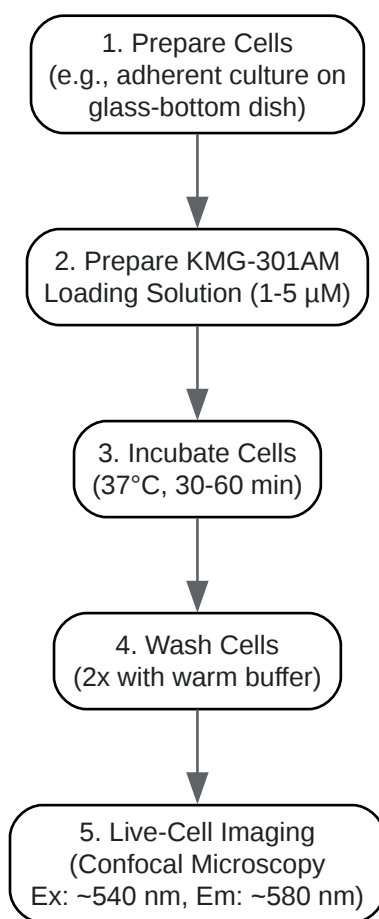 1. Prepare Cells
(e.g., adherent culture on
glass-bottom dish)
2. Prepare KMG-301AM
Loading Solution (1-5 µM)
3. Incubate Cells
(37°C, 30-60 min)
4. Wash Cells
(2x with warm buffer)
5. Live-Cell Imaging
(Confocal Microscopy
Ex: ~540 nm, Em: ~580 nm)